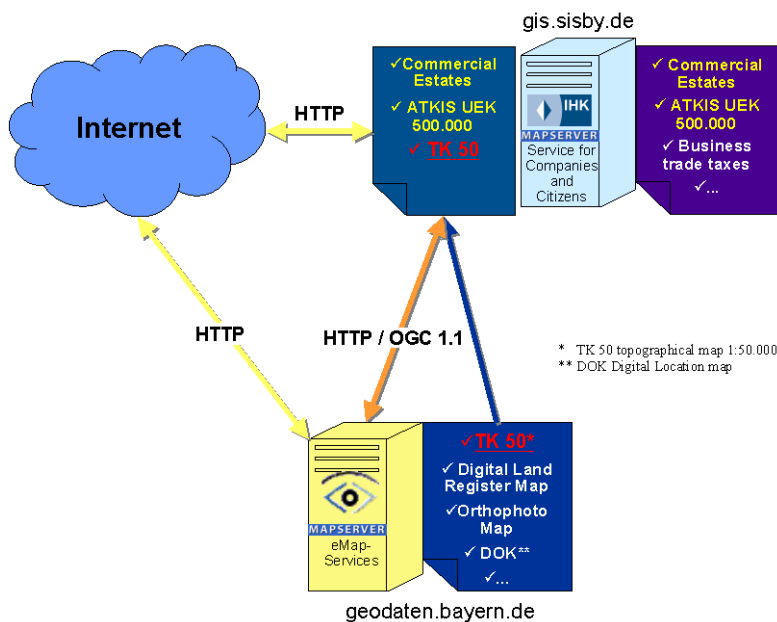 gis.sisby.de
Internet
HTTP
✓Commercial
Estates
✓ ATKIS UEK
500.000
✓ TK 50
IHK
MAPSERVER
Service for
Companies
and
Citizens
✓ Commercial
Estates
✓ ATKIS UEK
500.000
✓ Business
trade taxes
✓...
HTTP
HTTP / OGC 1.1
* TK 50 topographical map 1:50.000
** DOK Digital Location map
MAPSERVER
eMap-
Services
✓TK 50*
✓ Digital Land
Register Map
✓Orthophoto
Map
✓ DOK**
✓...
geodaten.bayern.de